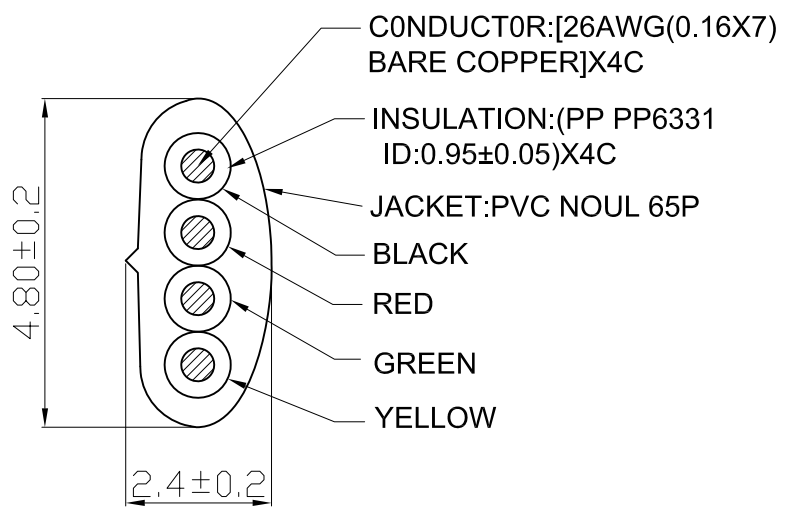 C0NDUCT0R:[26AWG(0.16X7)
BARE COPPER]X4C
INSULATION:(PP PP6331
ID:0.95±0.05)X4C
JACKET:PVC NOUL 65P
BLACK
RED
GREEN
YELLOW
4.80±0.2
2.4±0.2